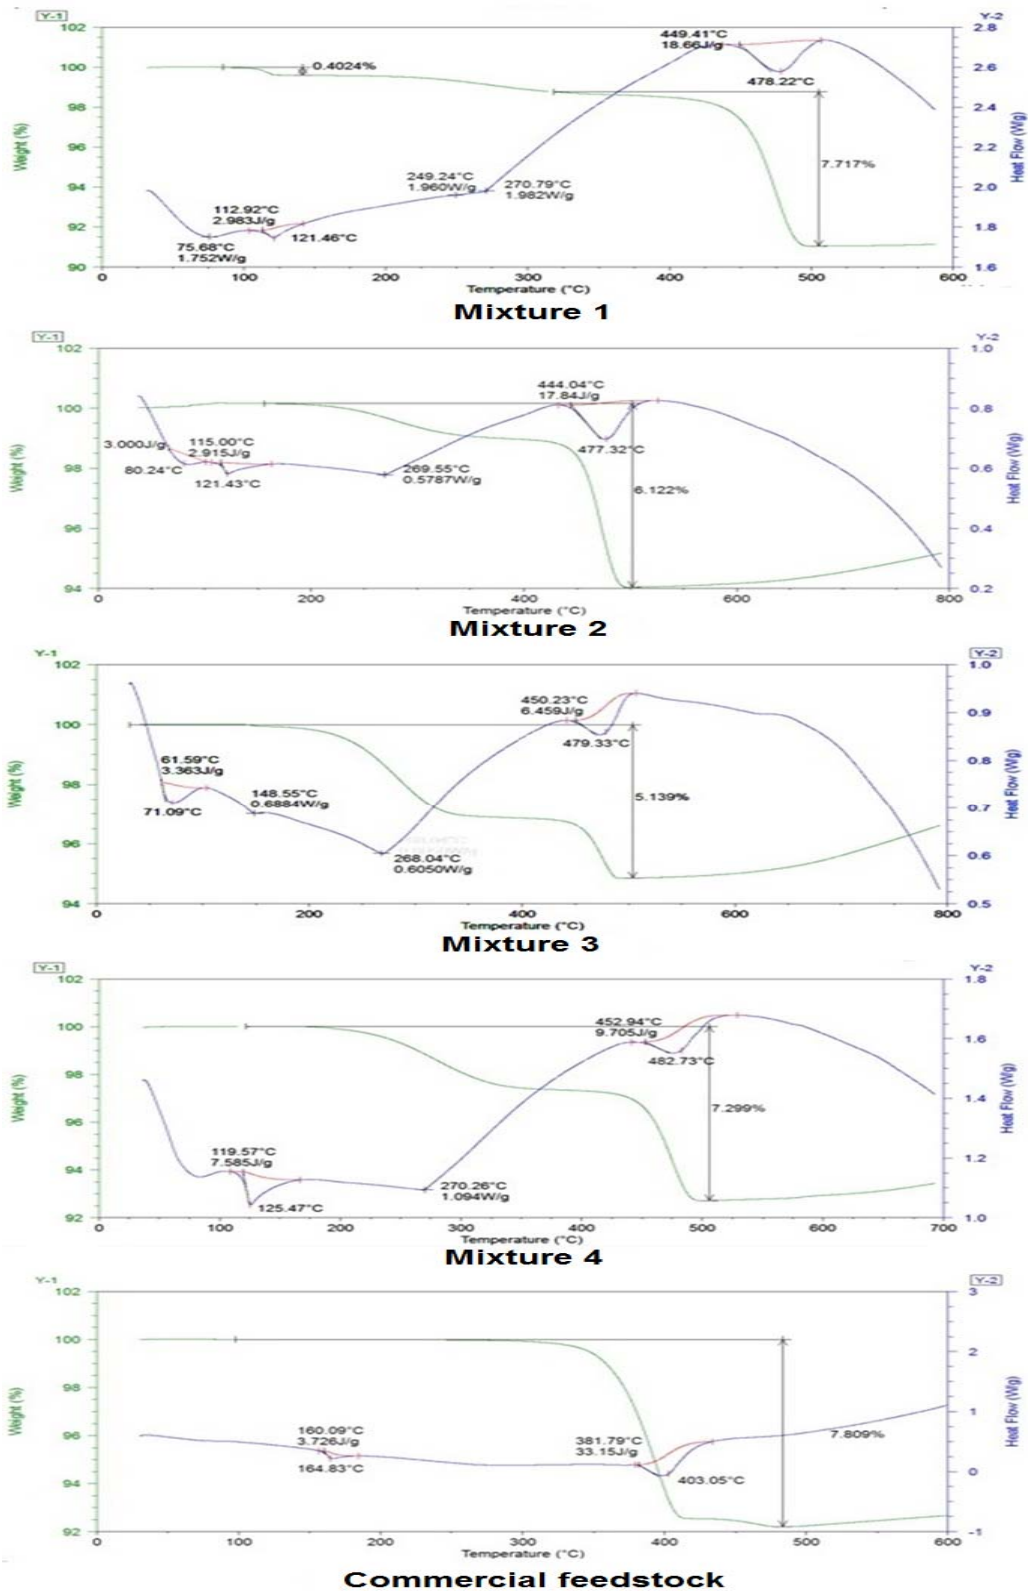 Y-1 Y-2
102 2.8
449.41°C
18.66J/g
100 0.4024% 2.6
478.22°C
98 2.4
Weight (%) Heat Flow (W/g)
96 2.2
7.717%
249.24°C
1.960W/g
270.79°C
1.982W/g
94 2.0
112.92°C
2.983J/g
92 1.8
121.46°C
75.68°C
1.752W/g
90 1.6
0 100 200 300 400 500 600
Temperature (°C)
Mixture 1
Y-1 Y-2
102 1.0
444.04°C
17.84J/g
100 0.8
3.000J/g
115.00°C
2.915J/g
477.32°C
98 0.6
80.24°C
121.43°C
269.55°C
0.5787W/g
Weight (%) Heat Flow (W/g)
6.122%
96 0.4
94 0.2
0 200 400 600 800
Temperature (°C)
Mixture 2
Y-1 Y-2
102 1.0
450.23°C
6.459J/g
100 0.9
479.33°C
61.59°C
3.363J/g
0.8
98
Weight (%) Heat Flow (W/g)
148.55°C
0.6884W/g
71.09°C
5.139%
0.7
96
268.04°C
0.6050W/g
0.6
94 0.5
0 200 400 600 800
Temperature (°C)
Mixture 3
Y-1 Y-2
102 1.8
452.94°C
9.705J/g
100 1.6
482.73°C
98
Weight (%) Heat Flow (W/g)
1.4
7.299%
96
119.57°C
7.585J/g
1.2
94
270.26°C
1.094W/g
125.47°C
92 1.0
0 100 200 300 400 500 600 700
Temperature (°C)
Mixture 4
Y-1 Y-2
102 3
100 2
98
Weight (%) Heat Flow (W/g)
1
160.09°C
3.726J/g
381.79°C
33.15J/g
7.809%
96
164.83°C
403.05°C
0
94
92 -1
0 100 200 300 400 500 600
Temperature (°C)
Commercial feedstock